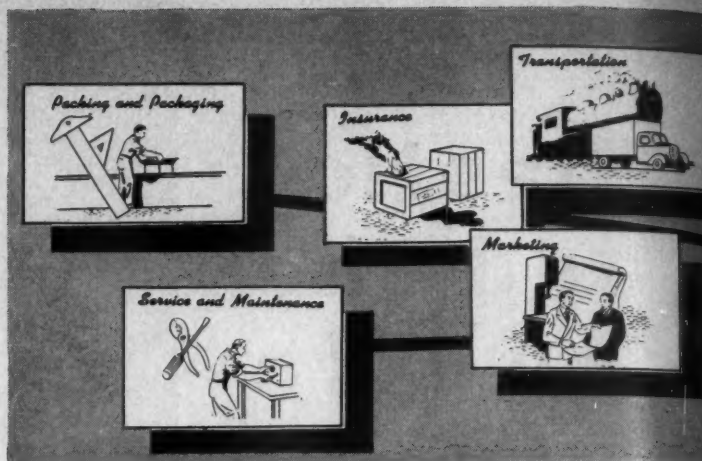 Packing and Packaging
Insurance
Transportation
Marketing
Service and Maintenance